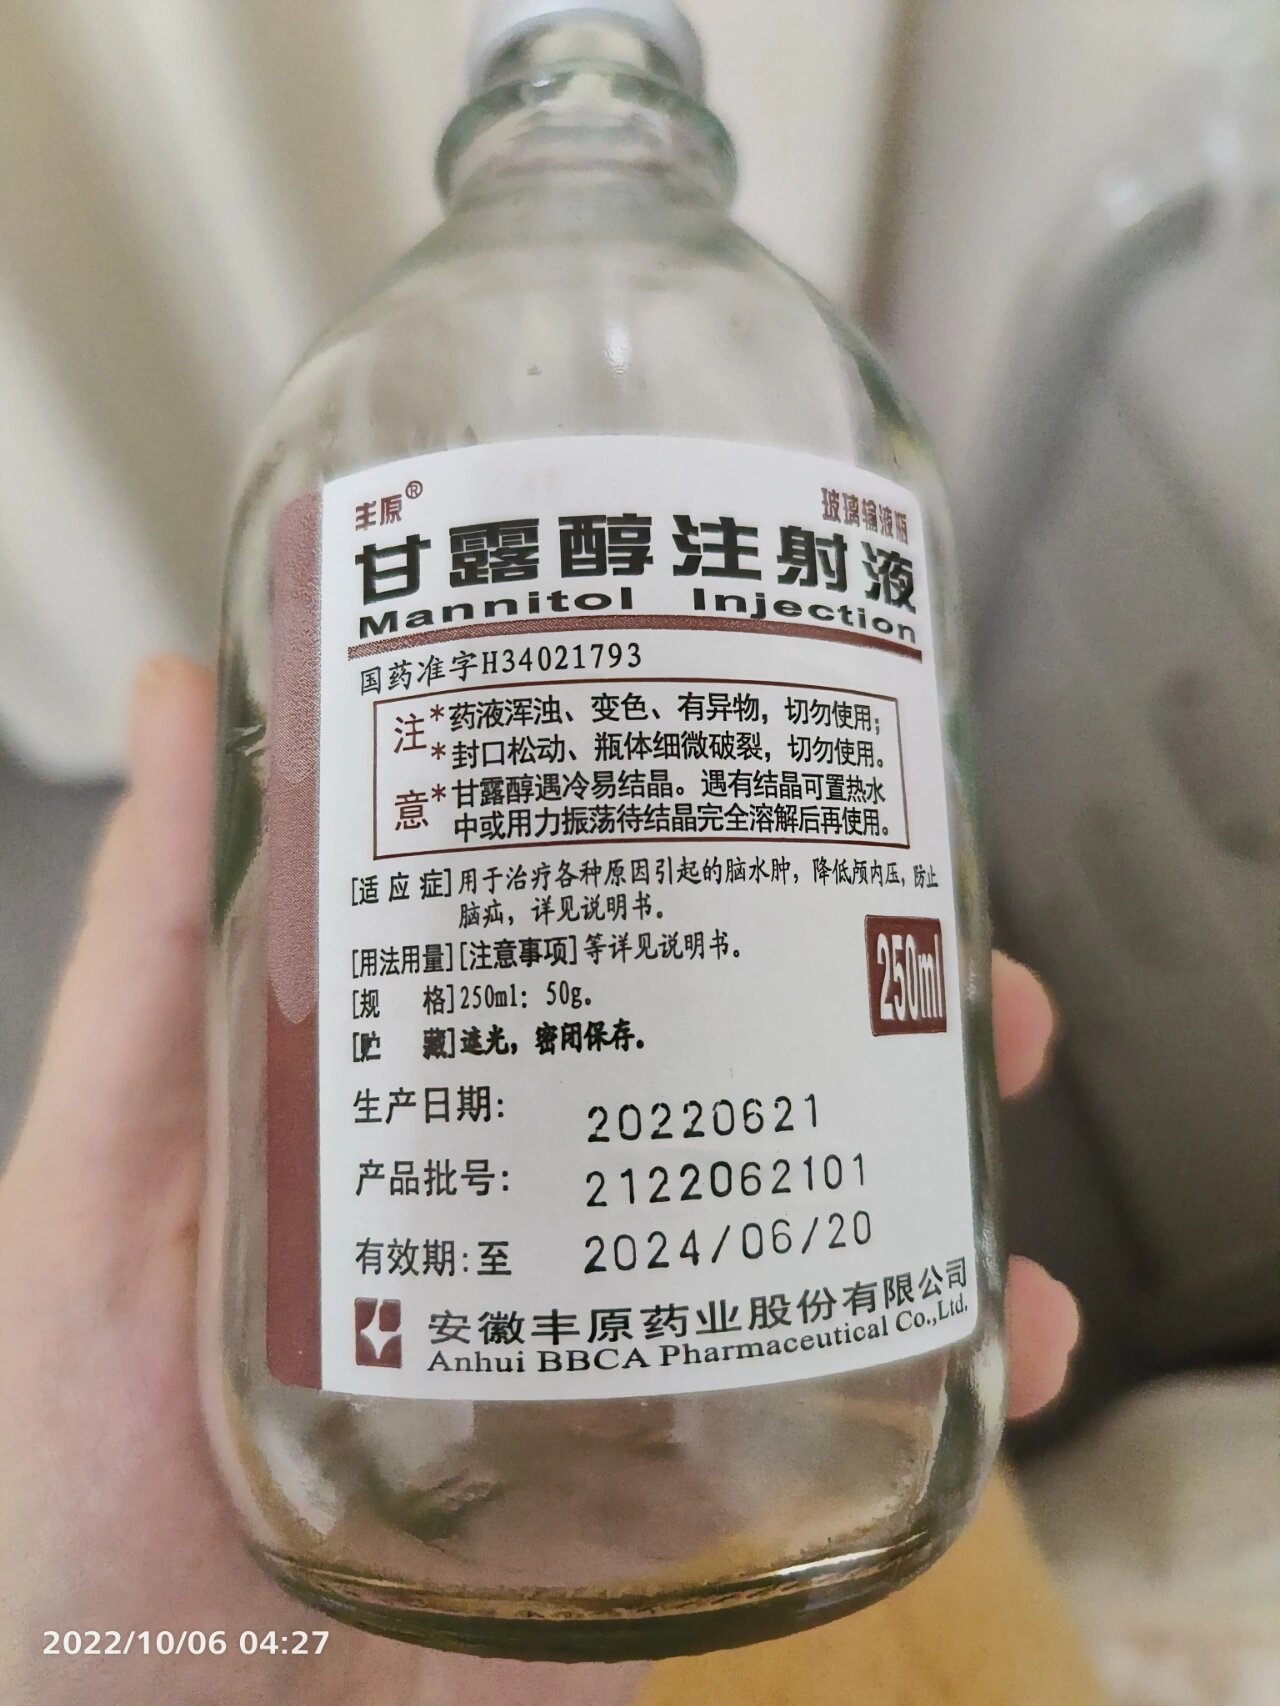 丰原®
玻璃输液瓶
甘露醇注射液
Mannitol Injection
国药准字H34021793
注意
*药液浑浊、变色、有异物，切勿使用；
*封口松动、瓶体细微破裂，切勿使用。
*甘露醇遇冷易结晶。遇有结晶可置热水
中或用力振荡待结晶完全溶解后再使用。
[适应症]用于治疗各种原因引起的脑水肿，降低颅内压，防止
脑疝，详见说明书。
[用法用量][注意事项]等详见说明书。
[规 格]250ml：50g。
250ml
[贮 藏]遮光，密闭保存。
生产日期： 20220621
产品批号： 2122062101
有效期：至 2024/06/20
安徽丰原药业股份有限公司
Anhui BBCA Pharmaceutical Co.,Ltd.
2022/10/06 04:27